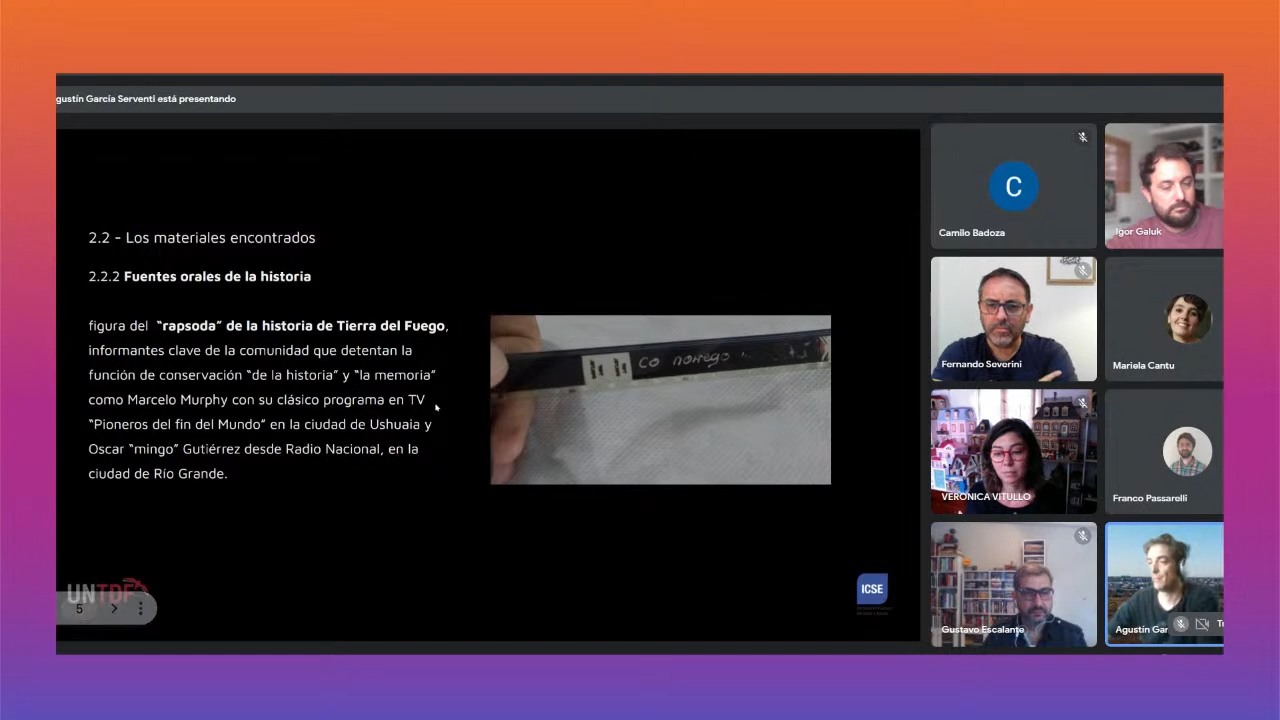 gustín García Serventi está presentando
2.2 - Los materiales encontrados
2.2.2 Fuentes orales de la historia
figura del “rapsoda” de la historia de Tierra del Fuego,
informantes clave de la comunidad que detentan la
función de conservación “de la historia” y “la memoria”
como Marcelo Murphy con su clásico programa en TV
“Pioneros del fin del Mundo” en la ciudad de Ushuaia y
Oscar “mingo” Gutiérrez desde Radio Nacional, en la
ciudad de Río Grande.
co noruego
UNTDF
5
ICSE
C
Camilo Badoza
Igor Galuk
Fernando Severini
Mariela Cantu
VERONICA VITULLO
Franco Passarelli
Gustavo Escalante
Agustín Gar